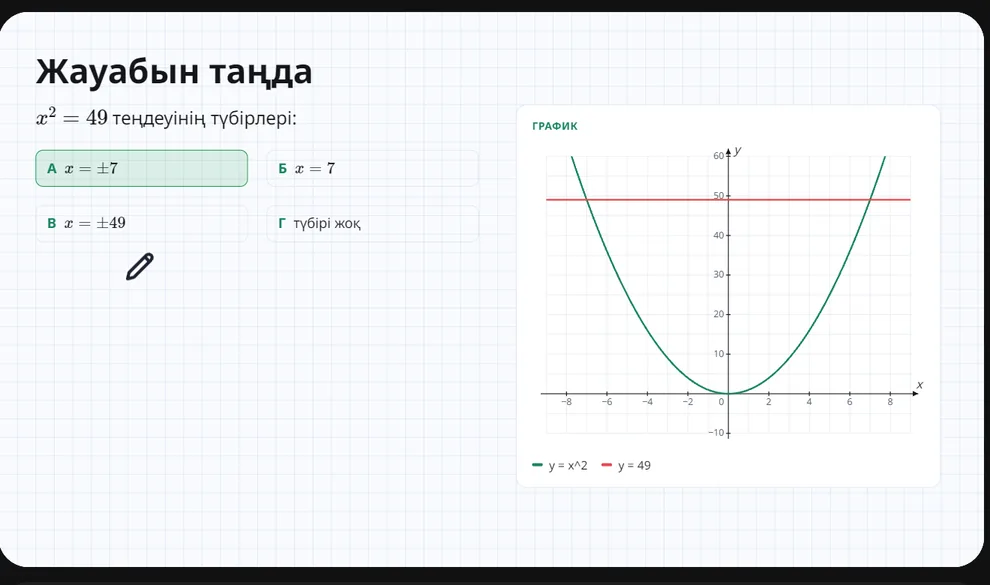 Жауабын таңда
x² = 49 теңдеуінің түбірлері:
А x = ±7
Б x = 7
В x = ±49
Г түбірі жоқ
ГРАФИК
y
60
50
40
30
20
10
−8 −6 −4 −2 0 2 4 6 8 x
−10
y = x^2 y = 49